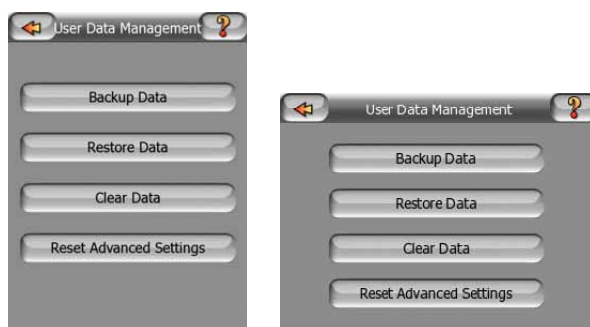 User Data Management ?
Backup Data
Restore Data
Clear Data
Reset Advanced Settings
User Data Management ?
Backup Data
Restore Data
Clear Data
Reset Advanced Settings